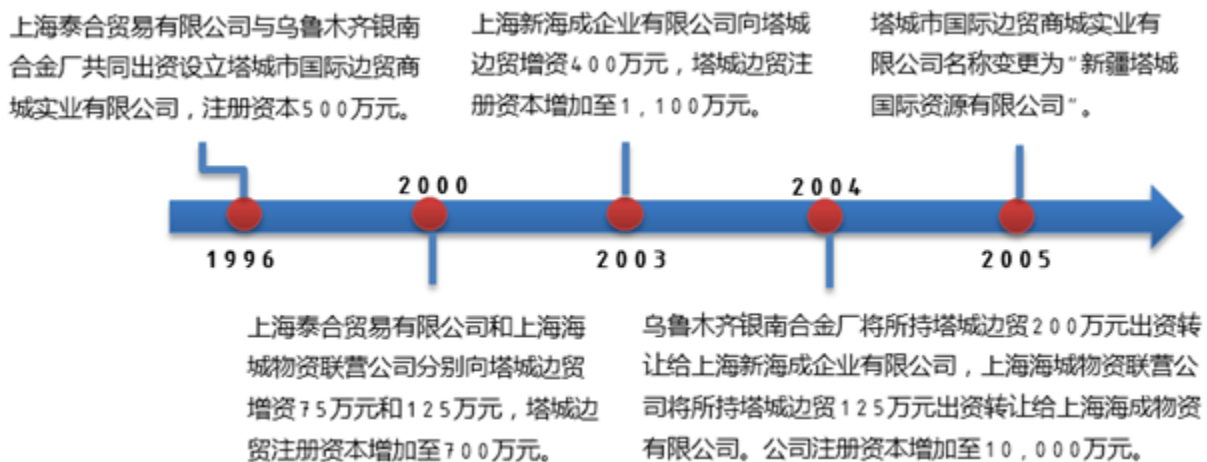 上海泰合贸易有限公司与乌鲁木齐银南
合金厂共同出资设立塔城市国际边贸商
城实业有限公司，注册资本500万元。
上海新海成企业有限公司向塔城
边贸增资400万元，塔城边贸注
册资本增加至1,100万元。
塔城市国际边贸商城实业有
限公司名称变更为“新疆塔城
国际资源有限公司”。
2000
2004
1996
2003
2005
上海泰合贸易有限公司和上海海
城物资联营公司分别向塔城边贸
增资75万元和125万元，塔城边
贸注册资本增加至700万元。
乌鲁木齐银南合金厂将所持塔城边贸200万元出资转
让给上海新海成企业有限公司，上海海城物资联营公
司将所持塔城边贸125万元出资转让给上海海成物资
有限公司。公司注册资本增加至10,000万元。